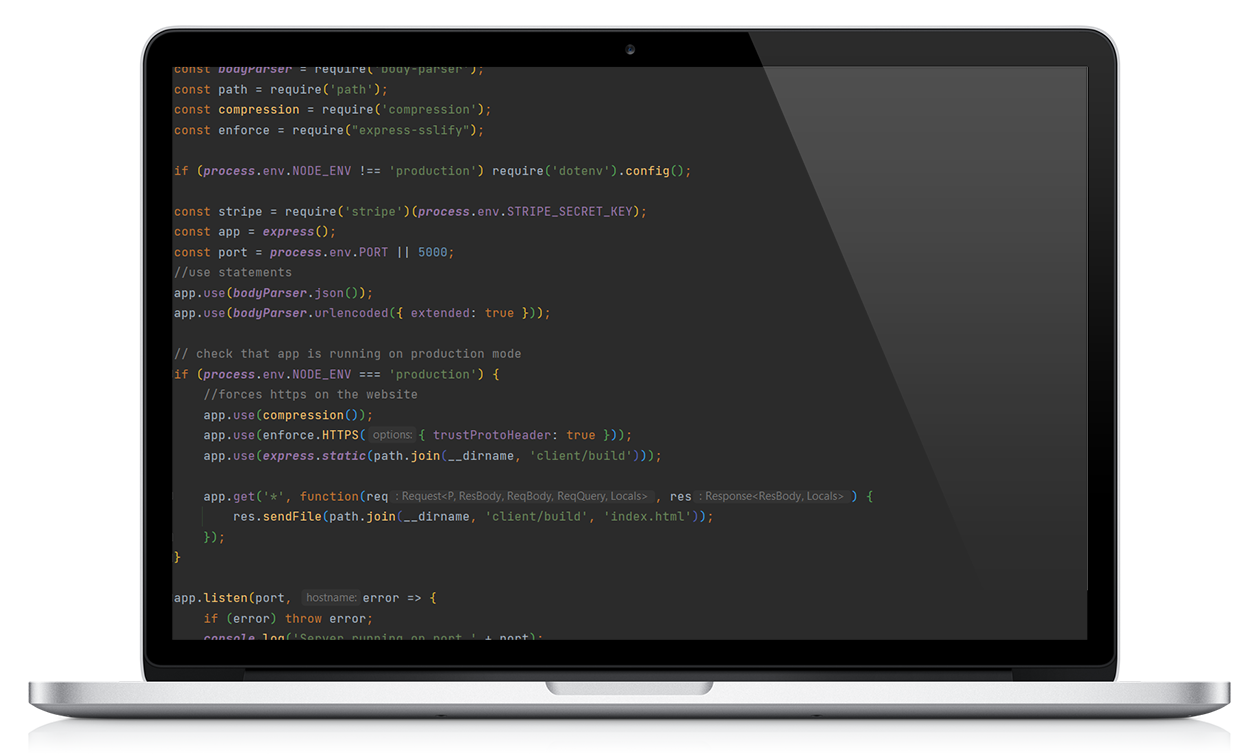 const bodyParser = require('body-parser');
const path = require('path');
const compression = require('compression');
const enforce = require("express-sslify");
if (process.env.NODE_ENV !== 'production') require('dotenv').config();
const stripe = require('stripe')(process.env.STRIPE_SECRET_KEY);
const app = express();
const port = process.env.PORT || 5000;
//use statements
app.use(bodyParser.json());
app.use(bodyParser.urlencoded({ extended: true }));
// check that app is running on production mode
if (process.env.NODE_ENV === 'production') {
//forces https on the website
app.use(compression());
app.use(enforce.HTTPS( options: { trustProtoHeader: true }));
app.use(express.static(path.join(__dirname, 'client/build')));
app.get('*', function(req : Request<P, ResBody, ReqBody, ReqQuery, Locals> , res : Response<ResBody, Locals> ) {
res.sendFile(path.join(__dirname, 'client/build', 'index.html'));
});
}
app.listen(port, hostname: error => {
if (error) throw error;
console.log('Server running on port ' + port);